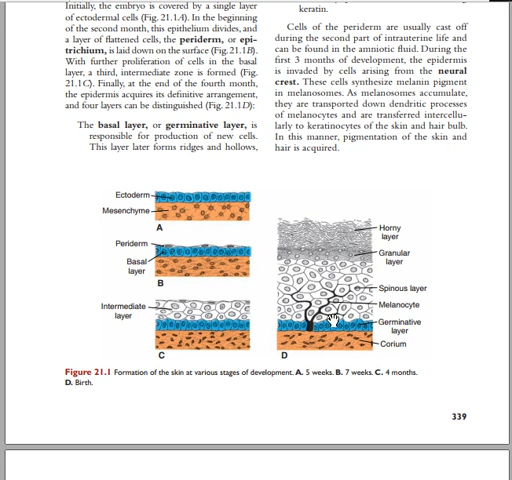 Initially, the embryo is covered by a single layer
of ectodermal cells (Fig. 21.1A). In the beginning
of the second month, this epithelium divides, and
a layer of flattened cells, the periderm, or epi-
trichium, is laid down on the surface (Fig. 21.1B).
With further proliferation of cells in the basal
layer, a third, intermediate zone is formed (Fig.
21.1C). Finally, at the end of the fourth month,
the epidermis acquires its definitive arrangement,
and four layers can be distinguished (Fig. 21.1D):
The basal layer, or germinative layer, is
responsible for production of new cells.
This layer later forms ridges and hollows,
keratin.
Cells of the periderm are usually cast off
during the second part of intrauterine life and
can be found in the amniotic fluid. During the
first 3 months of development, the epidermis
is invaded by cells arising from the neural
crest. These cells synthesize melanin pigment
in melanosomes. As melanosomes accumulate,
they are transported down dendritic processes
of melanocytes and are transferred intercellu-
larly to keratinocytes of the skin and hair bulb.
In this manner, pigmentation of the skin and
hair is acquired.
Ectoderm
Mesenchyme
A
Periderm
Basal
layer
B
Intermediate
layer
C
Horny
layer
Granular
layer
Spinous layer
Melanocyte
Germinative
layer
Corium
D
Figure 21.1 Formation of the skin at various stages of development. A. 5 weeks. B. 7 weeks. C. 4 months.
D. Birth.
339